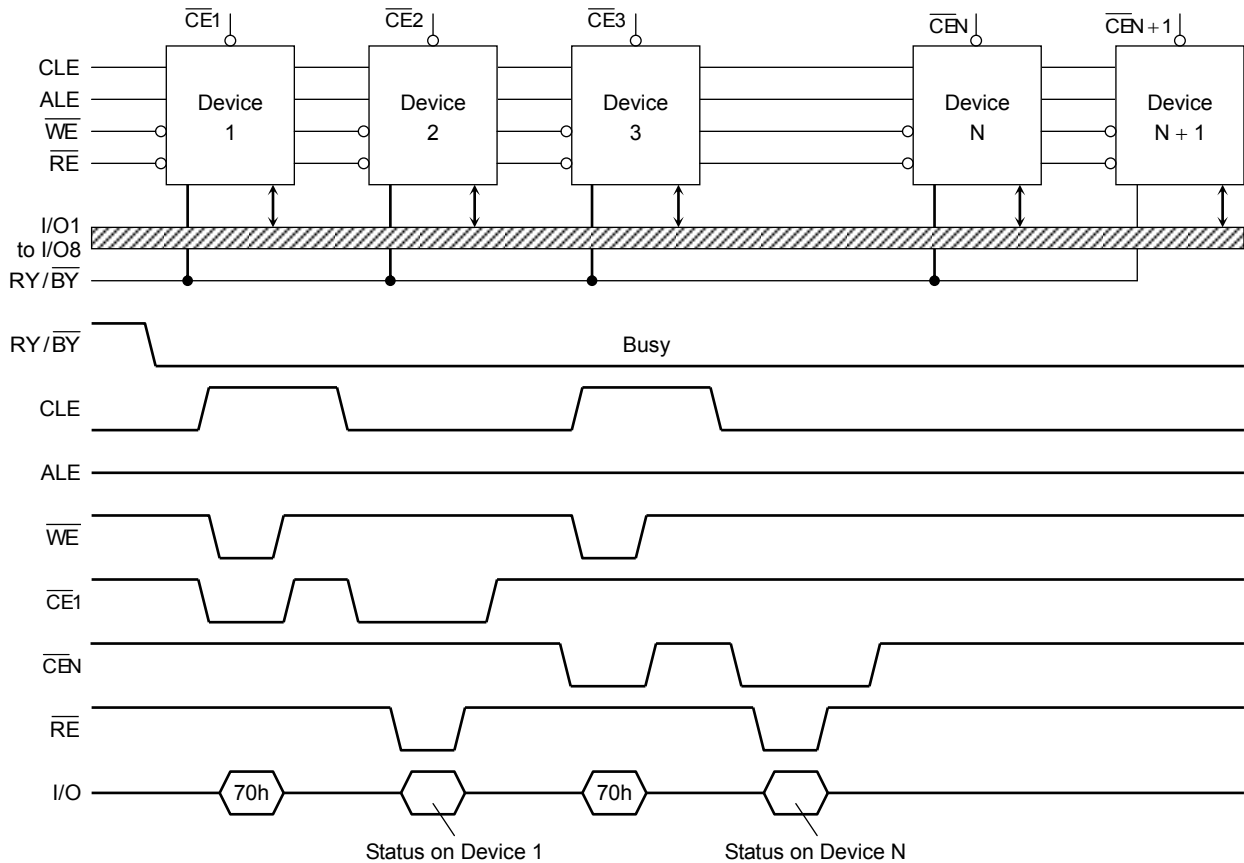 CE1 CE2 CE3 CEN CEN + 1
CLE
ALE
WE
RE
Device 1
Device 2
Device 3
Device N
Device N + 1
I/O1 to I/O8
RY/BY
RY/BY
Busy
CLE
ALE
WE
CE1
CEN
RE
I/O
70h
70h
Status on Device 1
Status on Device N